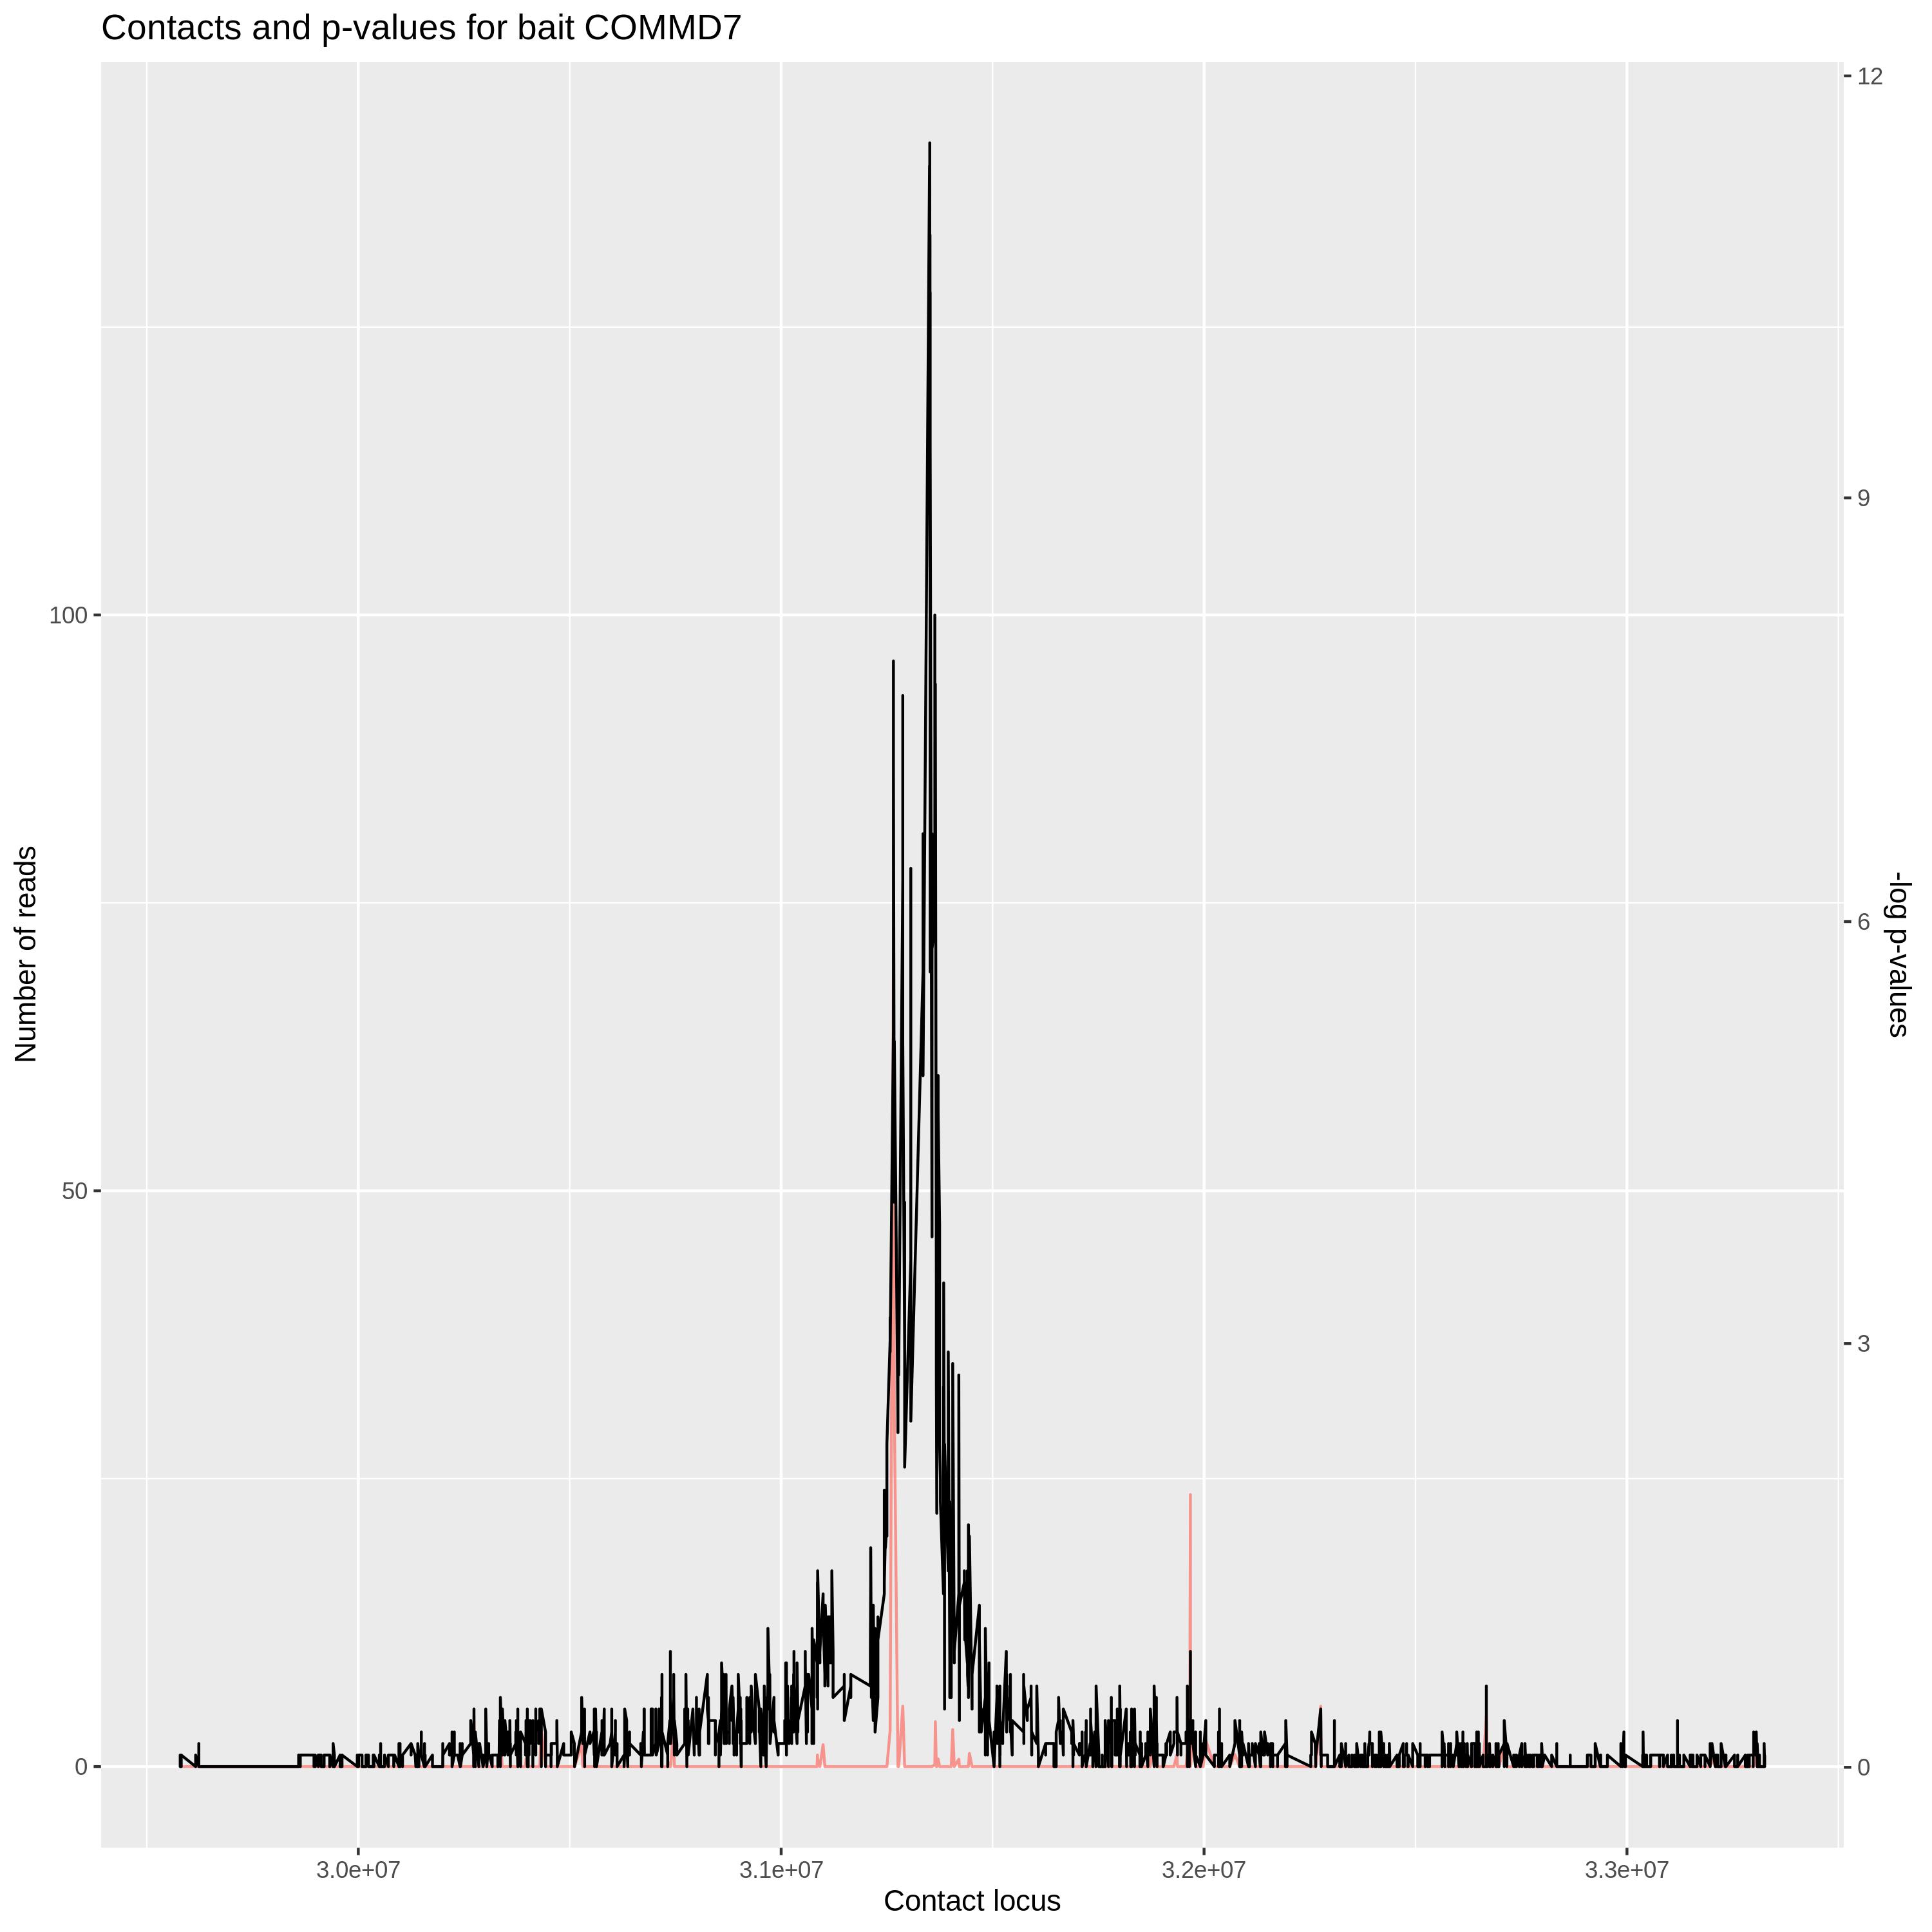 Contacts and p-values for bait COMMD7
12
9
100
Number of reads
-log p-values
6
50
3
0
0
3.0e+07
3.1e+07
3.2e+07
3.3e+07
Contact locus